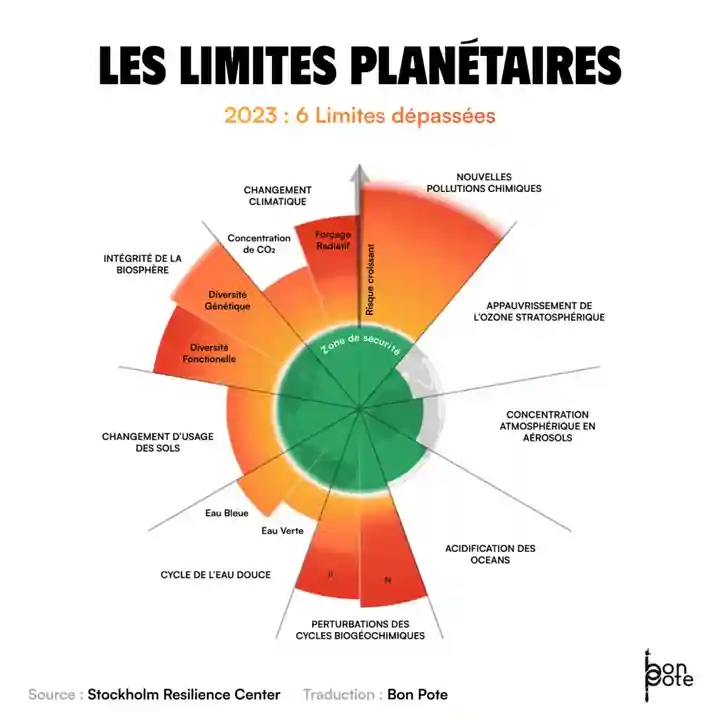 LES LIMITES PLANÉTAIRES
2023 : 6 Limites dépassées
NOUVELLES
POLLUTIONS CHIMIQUES
CHANGEMENT
CLIMATIQUE
Concentration
de CO₂
Forçage
Radiatif
Risque croissant
INTÉGRITÉ DE LA
BIOSPHÈRE
Diversité
Génétique
APPAUVRISSEMENT DE
L'OZONE STRATOSPHÉRIQUE
Diversité
Fonctionelle
Zone de sécurité
CONCENTRATION
ATMOSPHÉRIQUE EN
AÉROSOLS
CHANGEMENT D'USAGE
DES SOLS
Eau Bleue
Eau Verte
ACIDIFICATION DES
OCEANS
CYCLE DE L'EAU DOUCE
P
N
PERTURBATIONS DES
CYCLES BIOGÉOCHIMIQUES
bon
pote
Source : Stockholm Resilience Center Traduction : Bon Pote